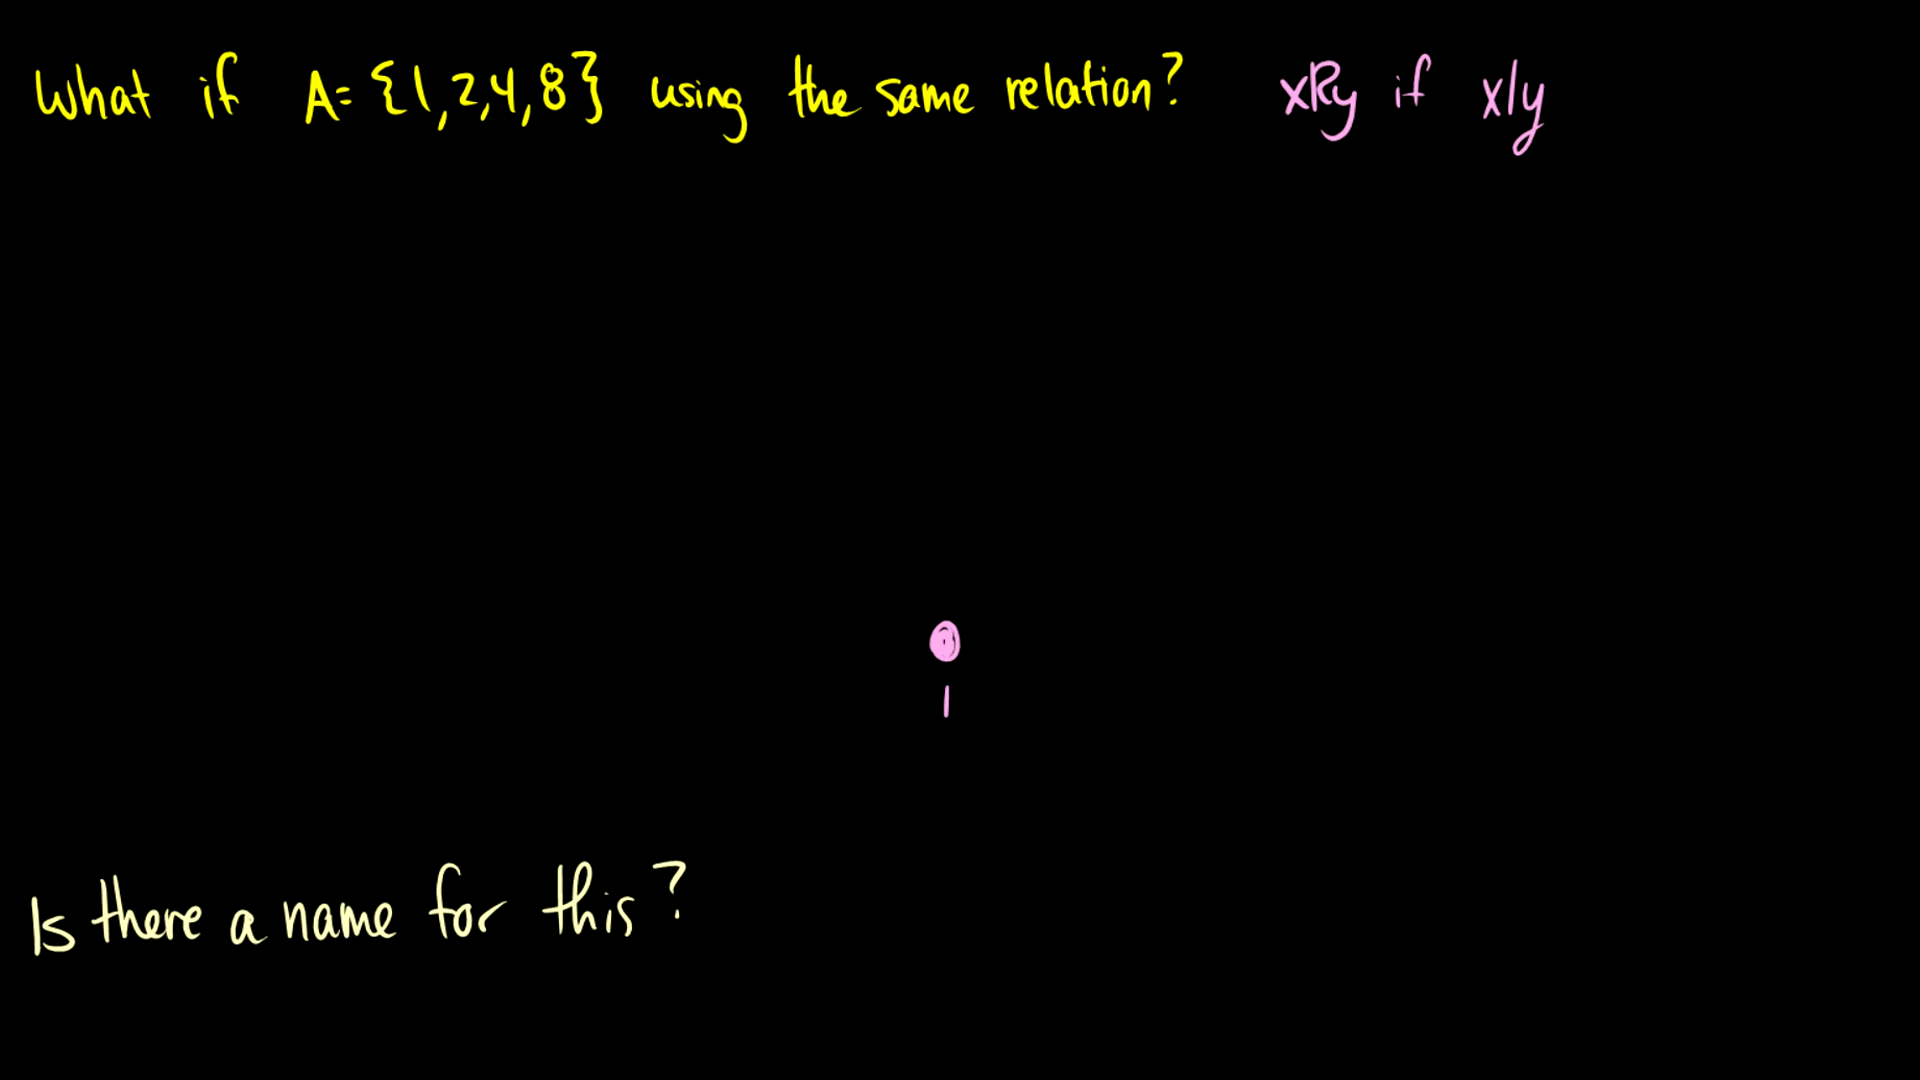 What if A={1,2,4,8} using the same relation? xRy if x|y
1
Is there a name for this?